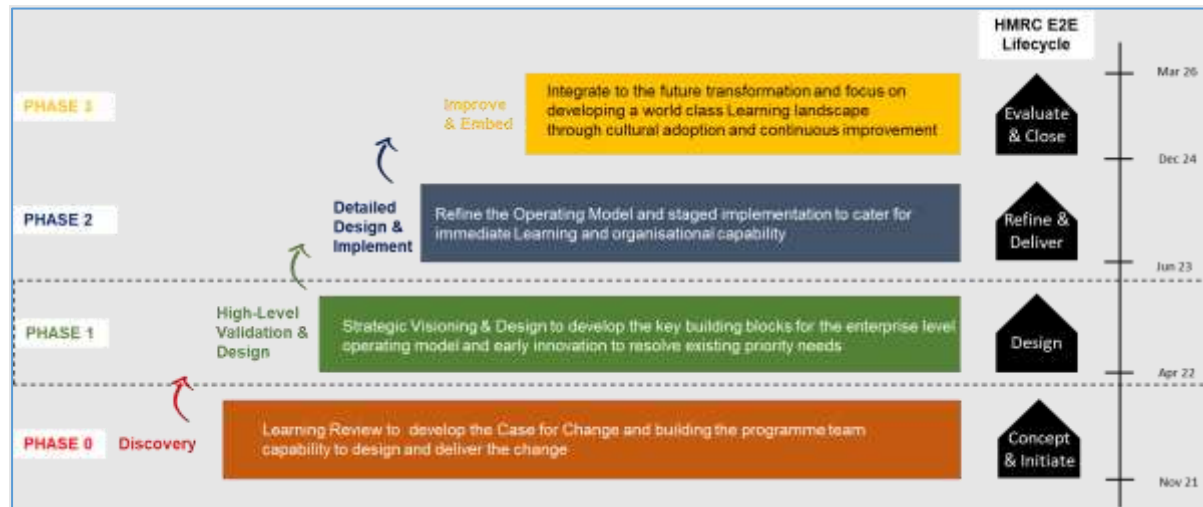 HMRC E2E
Lifecycle
Mar 26
PHASE 3
Improve
& Embed
Integrate to the future transformation and focus on
developing a world class Learning landscape
through cultural adoption and continuous improvement
Evaluate
& Close
Dec 24
PHASE 2
Detailed
Design &
Implement
Refine the Operating Model and staged implementation to cater for
immediate Learning and organisational capability
Refine &
Deliver
Jun 23
PHASE 1
High-Level
Validation &
Design
Strategic Visioning & Design to develop the key building blocks for the enterprise level
operating model and early innovation to resolve existing priority needs
Design
Apr 22
PHASE 0
Discovery
Learning Review to develop the Case for Change and building the programme team
capability to design and deliver the change
Concept
& Initiate
Nov 21